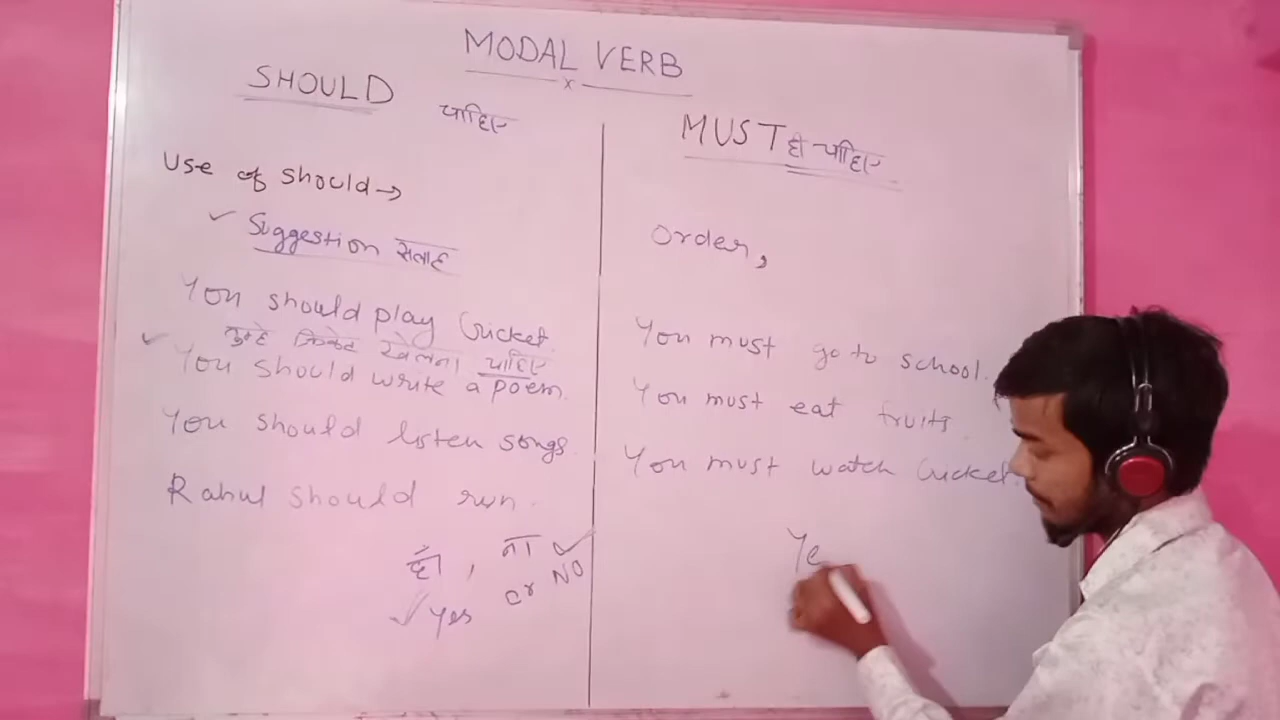 MODAL VERB
x
SHOULD चाहिए
Use of should→
✓ Suggestion सलाह
You should play Cricket.
तुम्हे क्रिकेट खेलना चाहिए
✓ You should write a poem.
You should listen songs.
Rahul should run.
हाँ, ना ✓
✓ yes or NO
MUST ही चाहिए
order,
You must go to school.
You must eat fruits.
You must watch Cricket.
Ye